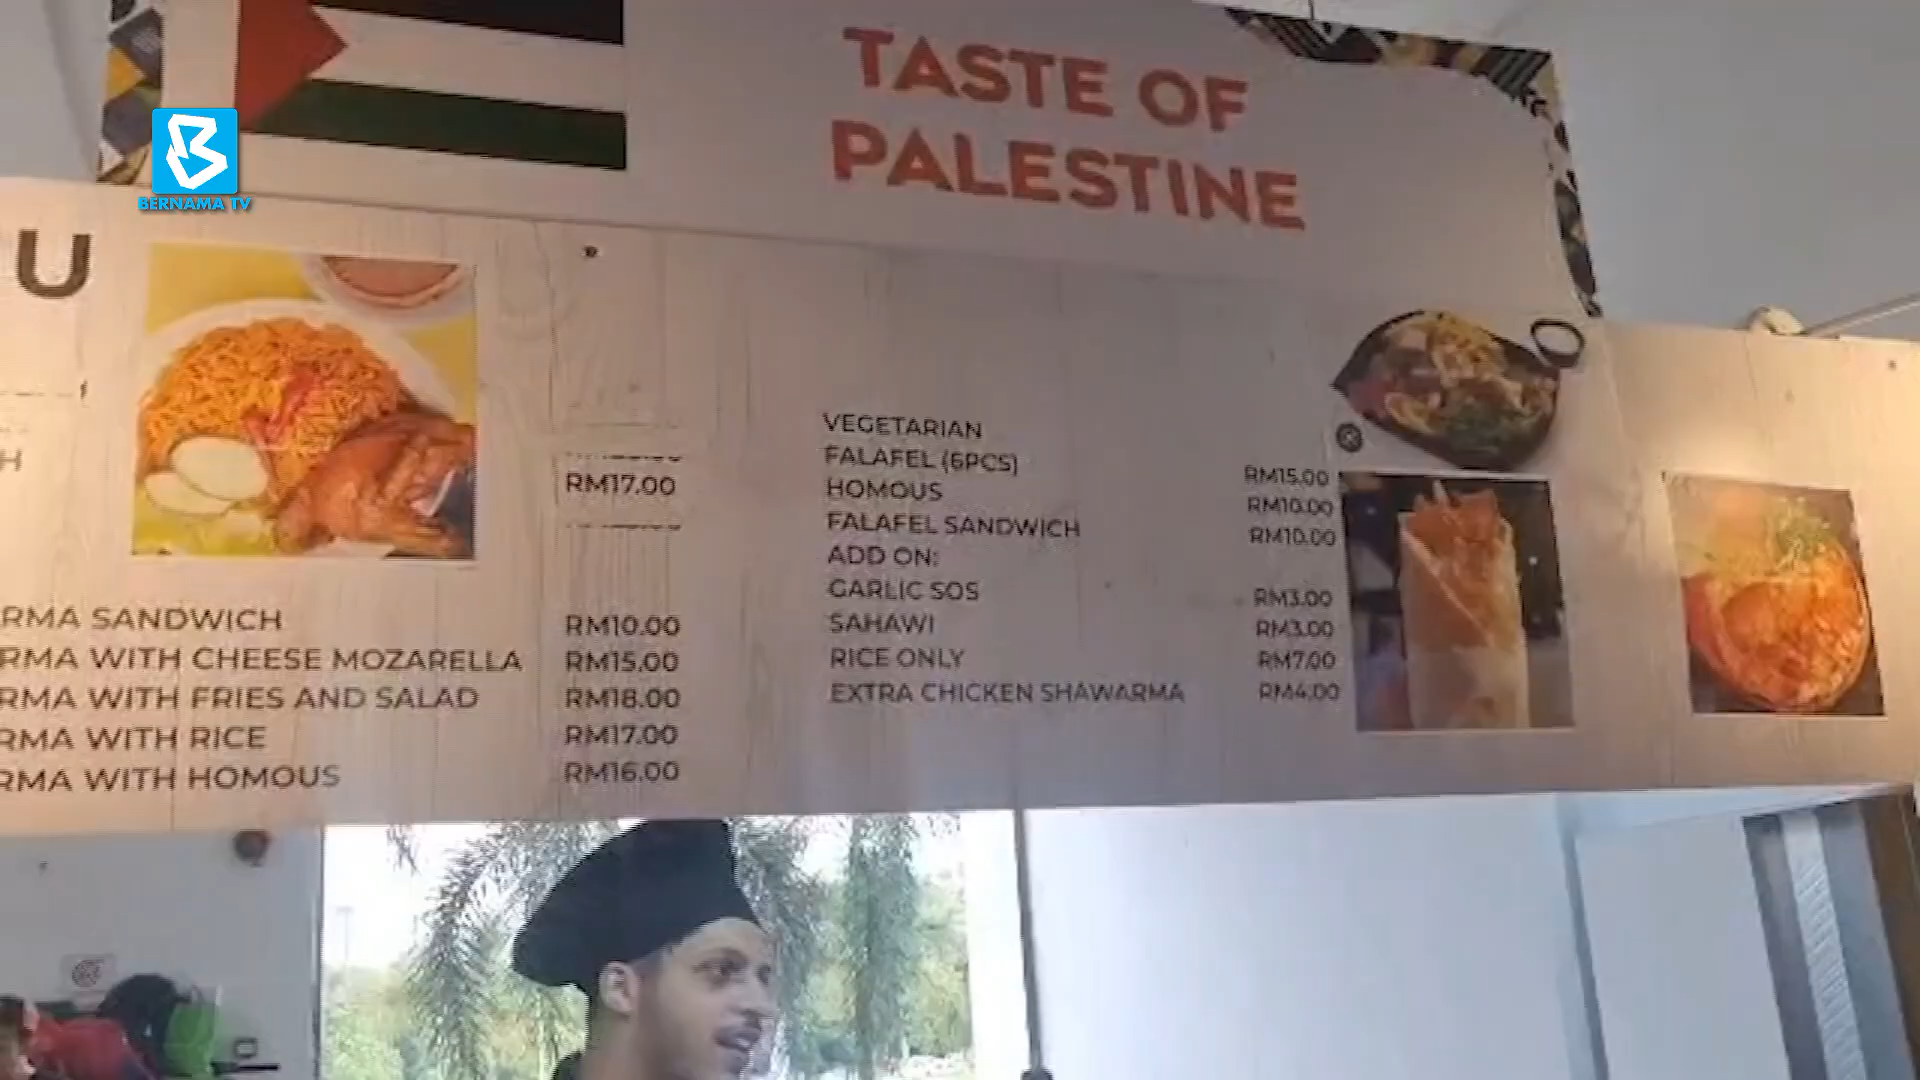 TASTE OF
PALESTINE
BERNAMA TV
U
H
RM17.00
RMA SANDWICH RM10.00
RMA WITH CHEESE MOZARELLA RM15.00
RMA WITH FRIES AND SALAD RM18.00
RMA WITH RICE RM17.00
RMA WITH HOMOUS RM16.00
VEGETARIAN
FALAFEL (6PCS) RM15.00
HOMOUS RM10.00
FALAFEL SANDWICH RM10.00
ADD ON:
GARLIC SOS RM3.00
SAHAWI RM3.00
RICE ONLY RM7.00
EXTRA CHICKEN SHAWARMA RM4.00